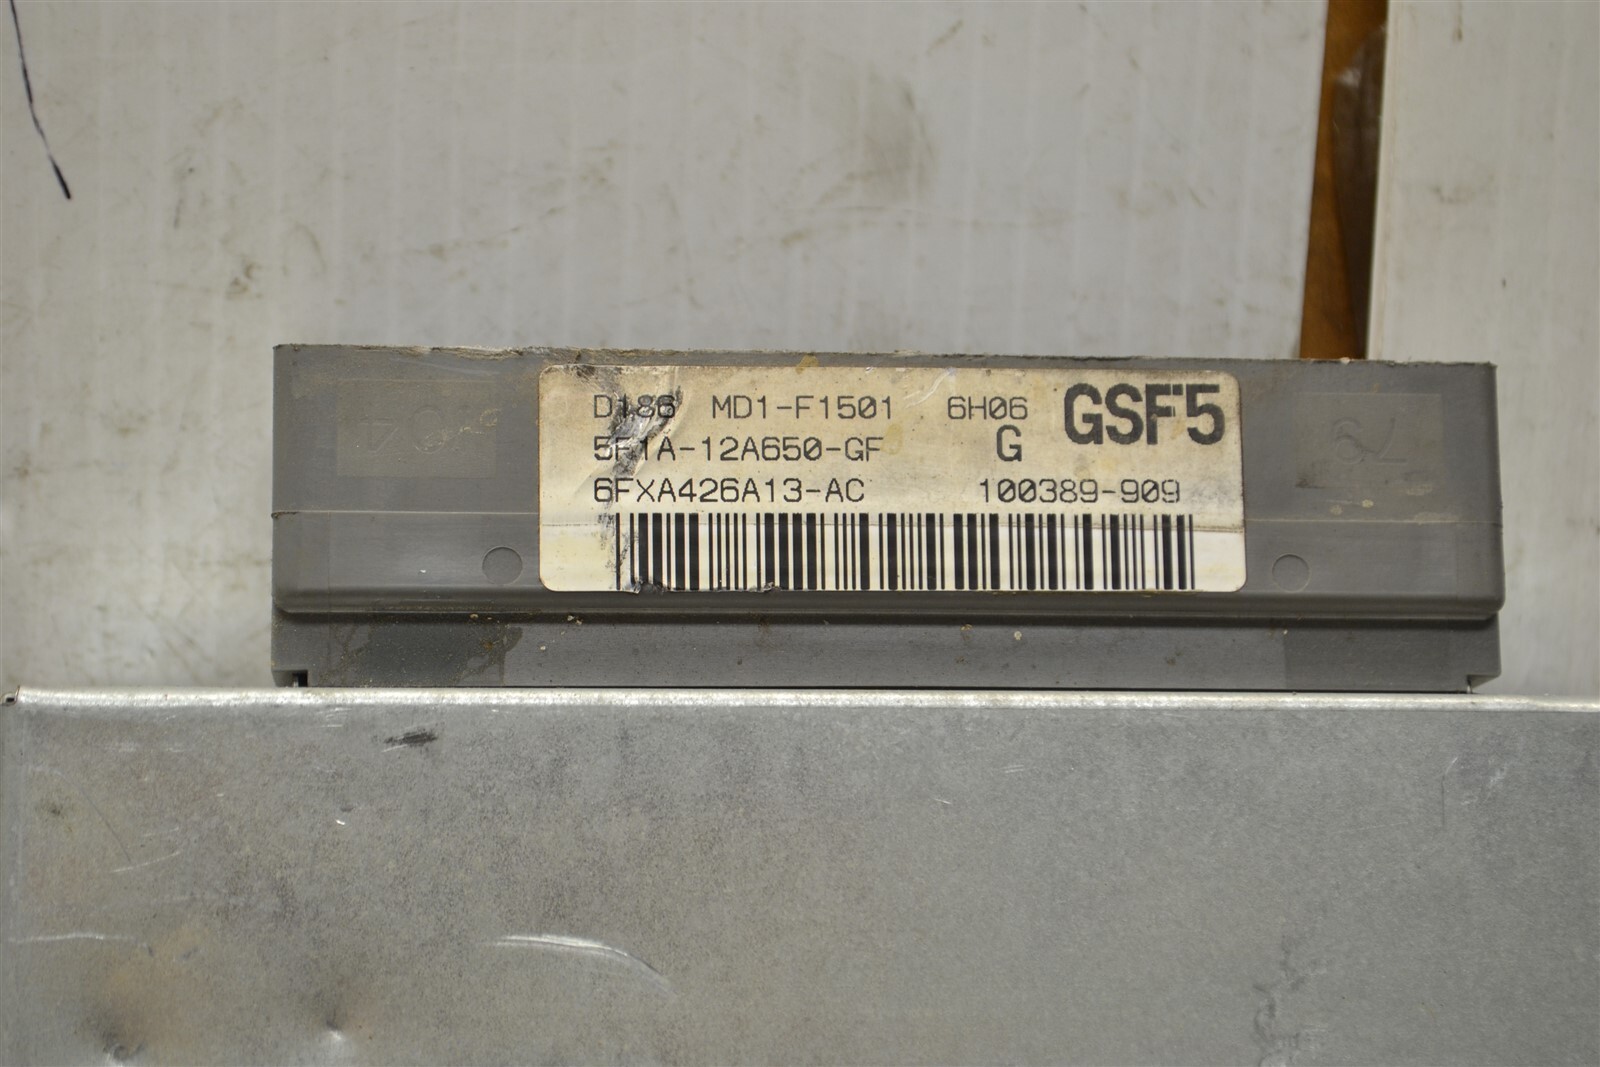 D186 MD1-F1501 6H06 GSF5
5F1A-12A650-GF G
6FXA426A13-AC 100389-909